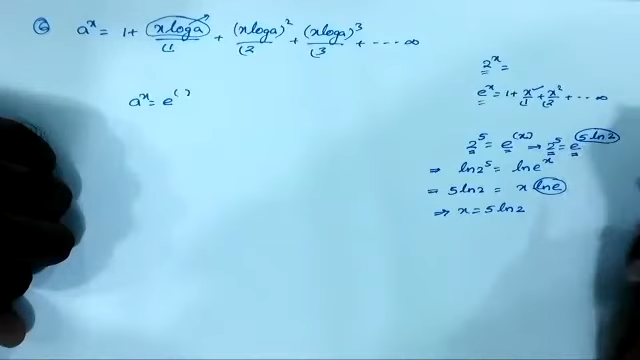 ⑥ a^x = 1 + (x log a)/⌊1 + (x log a)²/⌊2 + (x log a)³/⌊3 + ---- ∞
a^x = e^( )
2^x =
e^x = 1 + x/⌊1 + x²/⌊2 + --- ∞
2^5 = e^(x) → 2^5 = e^(5 ln 2)
⇒ ln 2^5 = ln e^x
= 5 ln 2 = x ln e
⇒ x = 5 ln 2